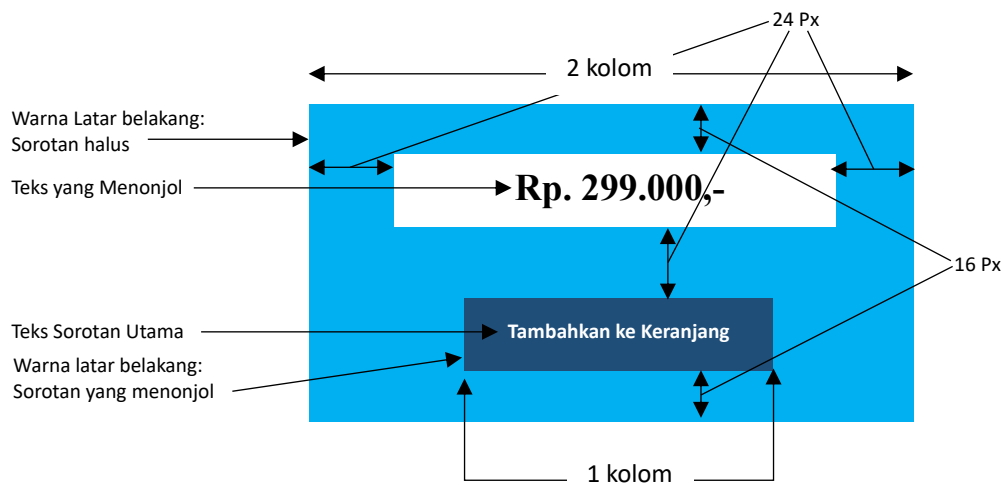 24 Px
2 kolom
Warna Latar belakang:
Sorotan halus
Teks yang Menonjol
Rp. 299.000,-
16 Px
Teks Sorotan Utama
Tambahkan ke Keranjang
Warna latar belakang:
Sorotan yang menonjol
1 kolom